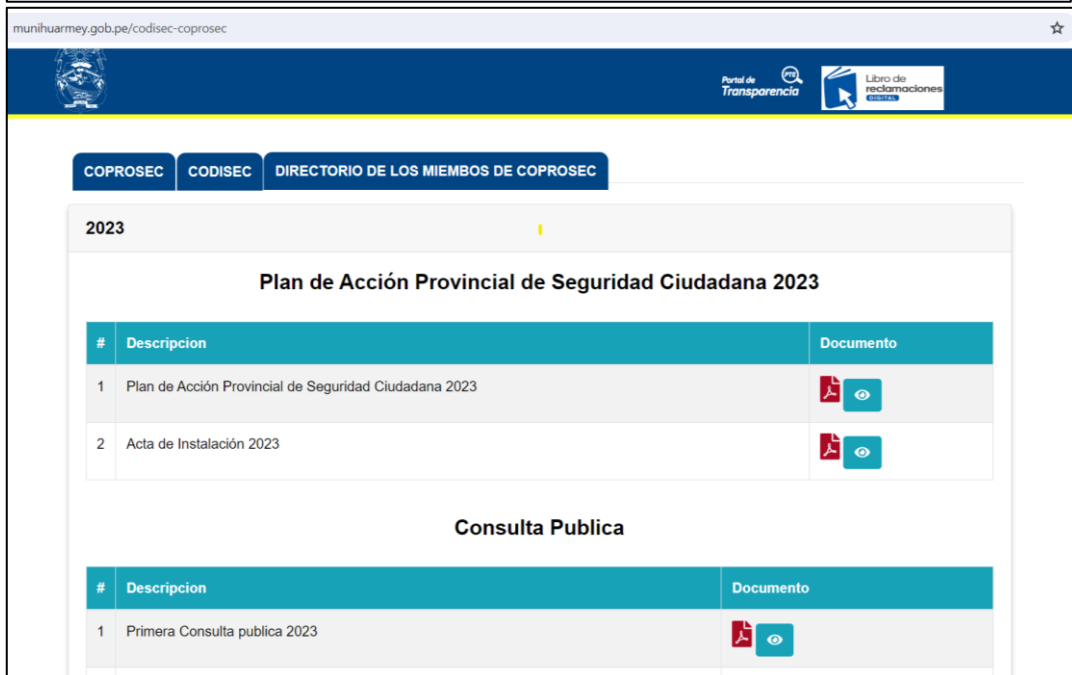 munihuarmey.gob.pe/codisec-coprosec
Portal de PTE
Transparencia
Libro de
reclamaciones
DIGITAL
COPROSEC CODISEC DIRECTORIO DE LOS MIEMBOS DE COPROSEC
2023
Plan de Acción Provincial de Seguridad Ciudadana 2023
# Descripcion Documento
1 Plan de Acción Provincial de Seguridad Ciudadana 2023
2 Acta de Instalación 2023
Consulta Publica
# Descripcion Documento
1 Primera Consulta publica 2023